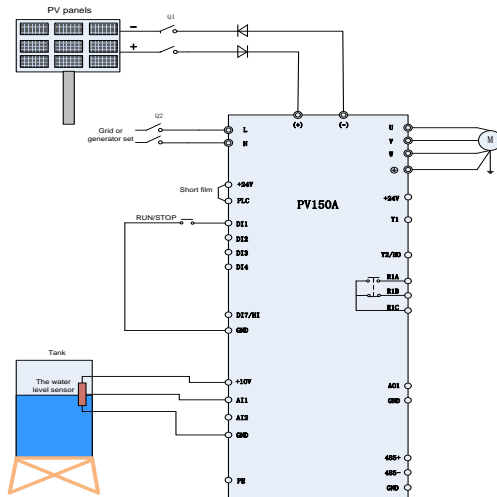 PV panels
Q1
−
+
(+) (-)
Q2
Grid or
generator set
L
N
U
V
W
M
+24V
Short film
PLC
PV150A
+24V
RUN/STOP
DI1
Y1
DI2
DI3
DI4
Y2/HO
R1A
R1B
R1C
DI7/HI
GND
Tank
The water
level sensor
+10V
AI1
AI2
GND
AO1
GND
PE
485+
485-
GND